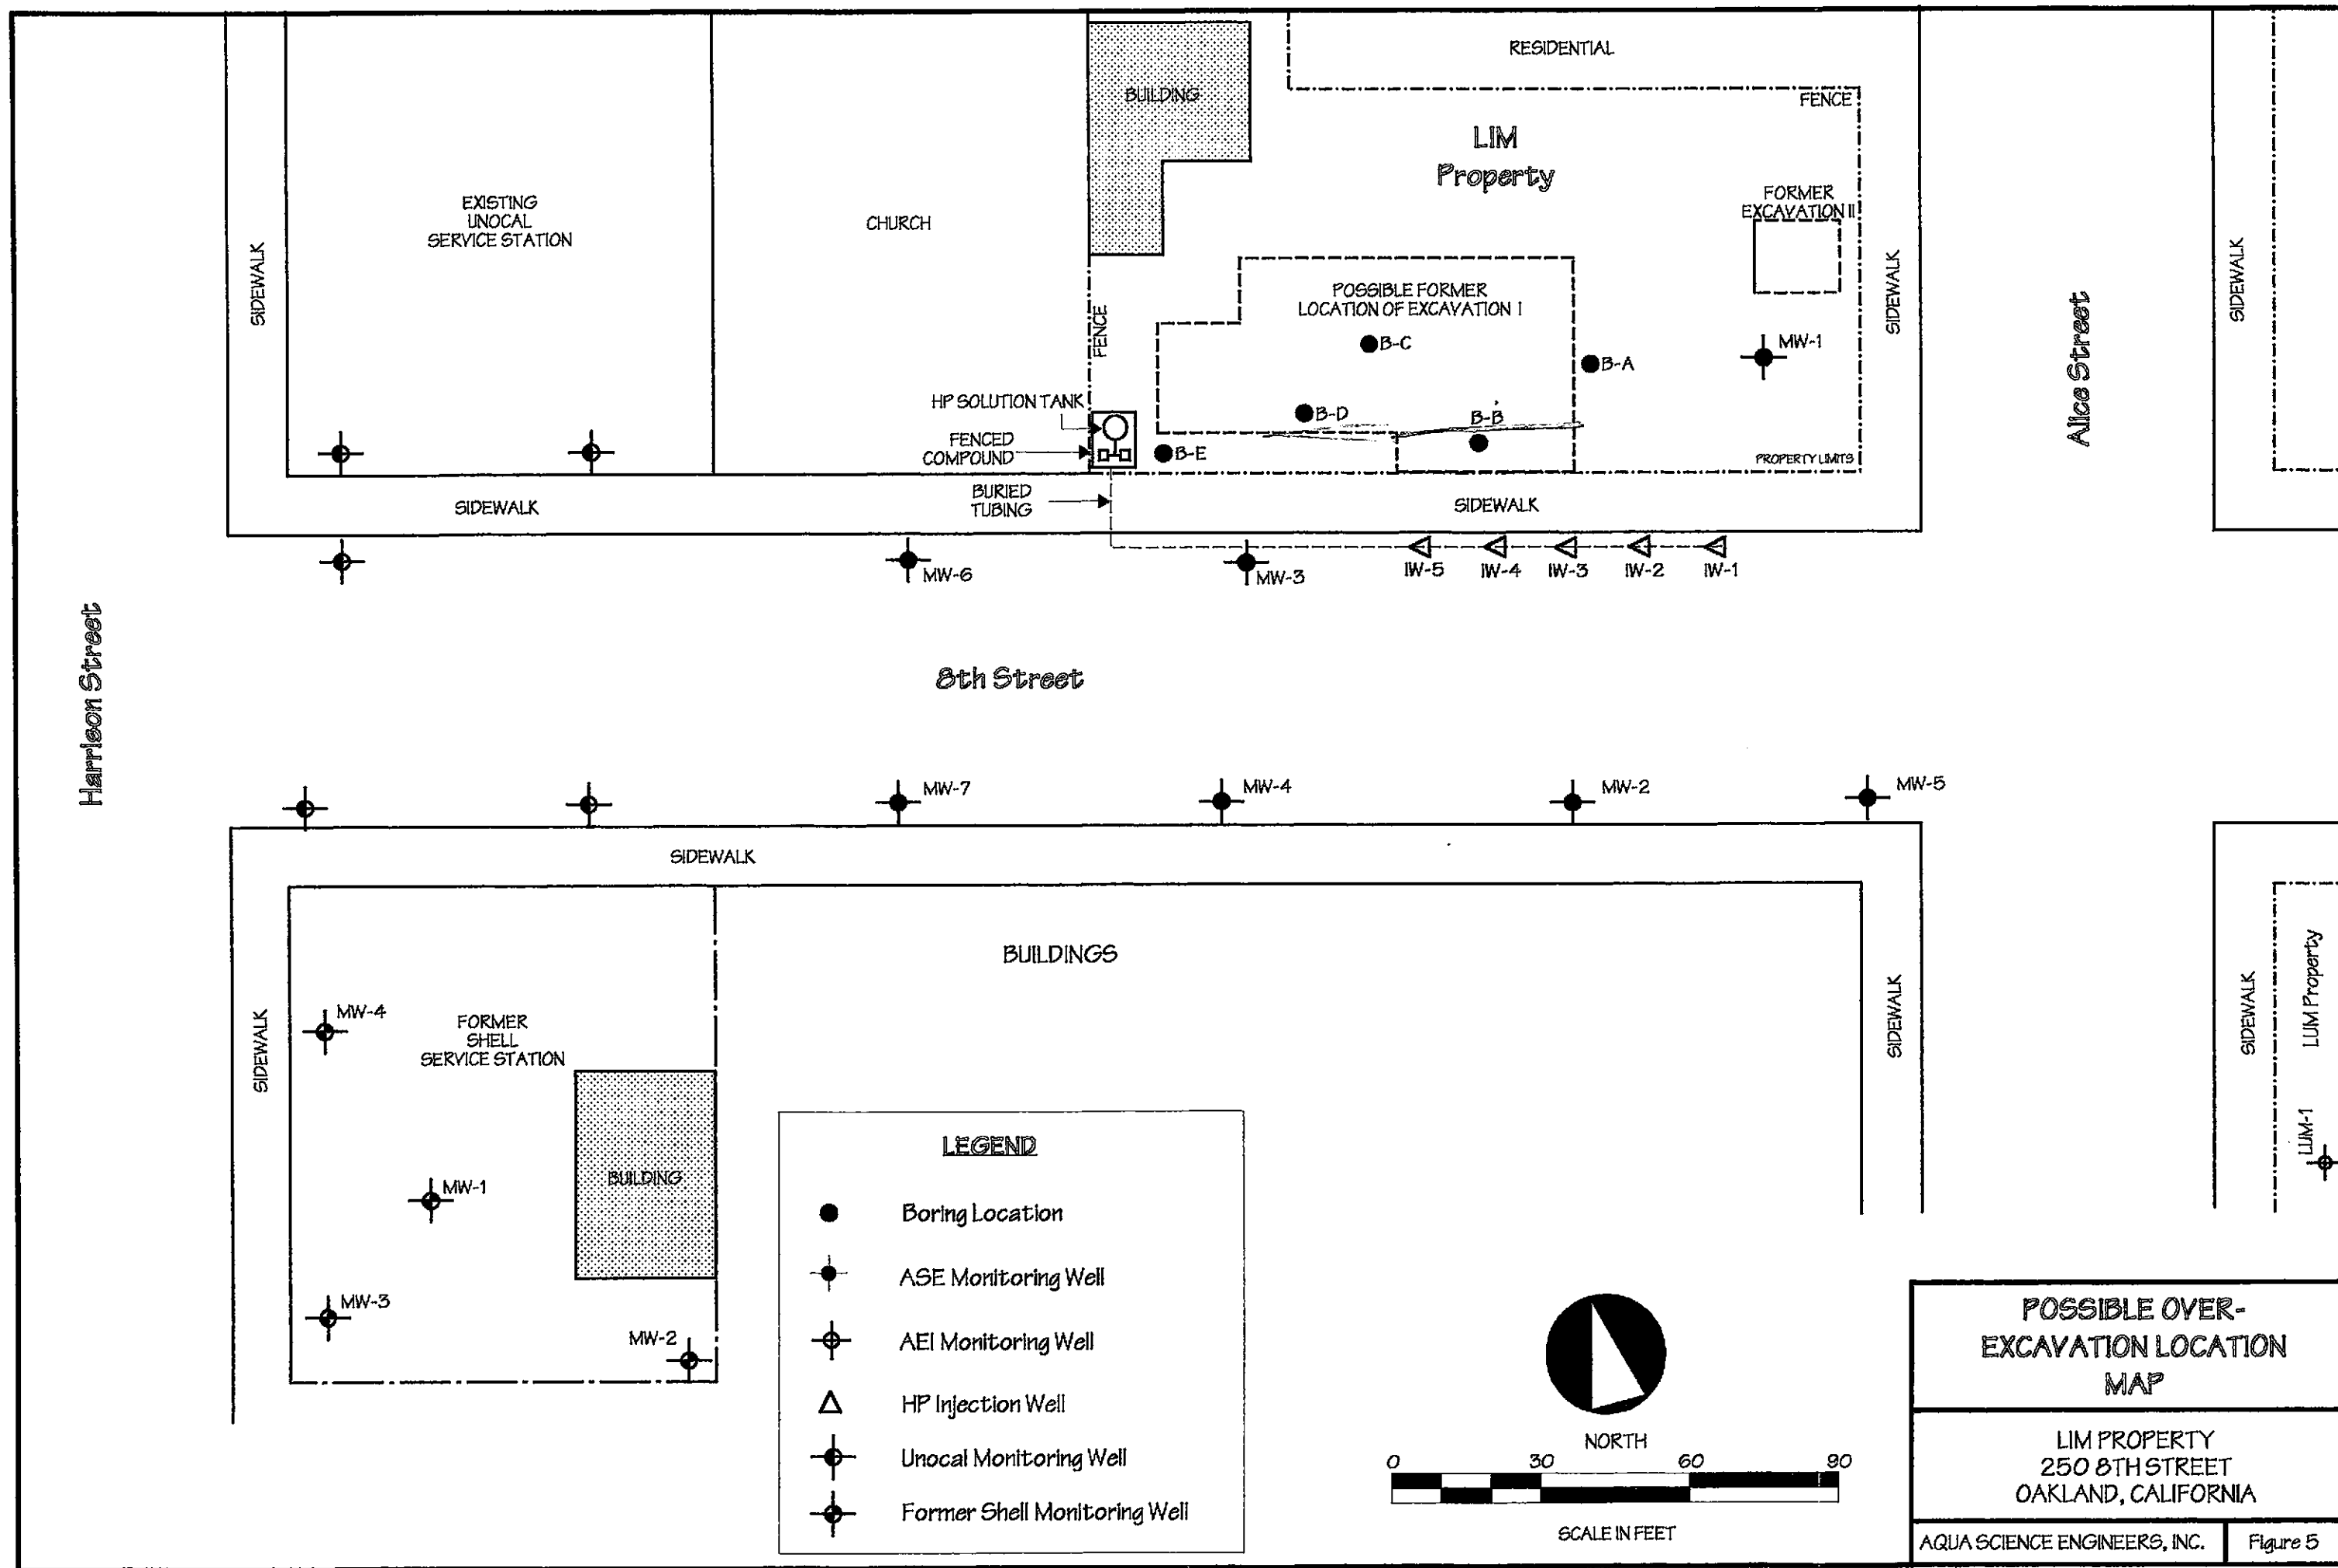 RESIDENTIAL
BUILDING
FENCE
LIM
Property
EXISTING
UNOCAL
SERVICE STATION
CHURCH
FORMER
EXCAVATION II
SIDEWALK
SIDEWALK
SIDEWALK
POSSIBLE FORMER
LOCATION OF EXCAVATION I
FENCE
B-C
B-A
MW-1
Alice Street
HP SOLUTION TANK
B-D
B-B
FENCED
COMPOUND
B-E
PROPERTY LIMITS
BURIED
TUBING
SIDEWALK
SIDEWALK
MW-6
MW-3
IW-5
IW-4
IW-3
IW-2
IW-1
Harrison Street
8th Street
MW-7
MW-4
MW-2
MW-5
SIDEWALK
BUILDINGS
MW-4
FORMER
SHELL
SERVICE STATION
SIDEWALK
SIDEWALK
SIDEWALK
LUM Property
LUM-1
BUILDING
MW-1
MW-3
MW-2
LEGEND
Boring Location
ASE Monitoring Well
AEI Monitoring Well
HP Injection Well
Unocal Monitoring Well
Former Shell Monitoring Well
NORTH
0 30 60 90
SCALE IN FEET
POSSIBLE OVER-
EXCAVATION LOCATION
MAP
LIM PROPERTY
250 8TH STREET
OAKLAND, CALIFORNIA
AQUA SCIENCE ENGINEERS, INC.
Figure 5